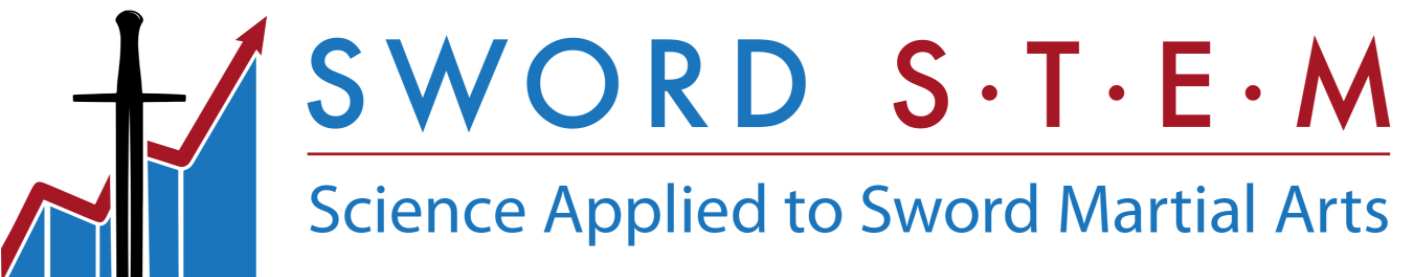 SWORD S·T·E·M
Science Applied to Sword Martial Arts